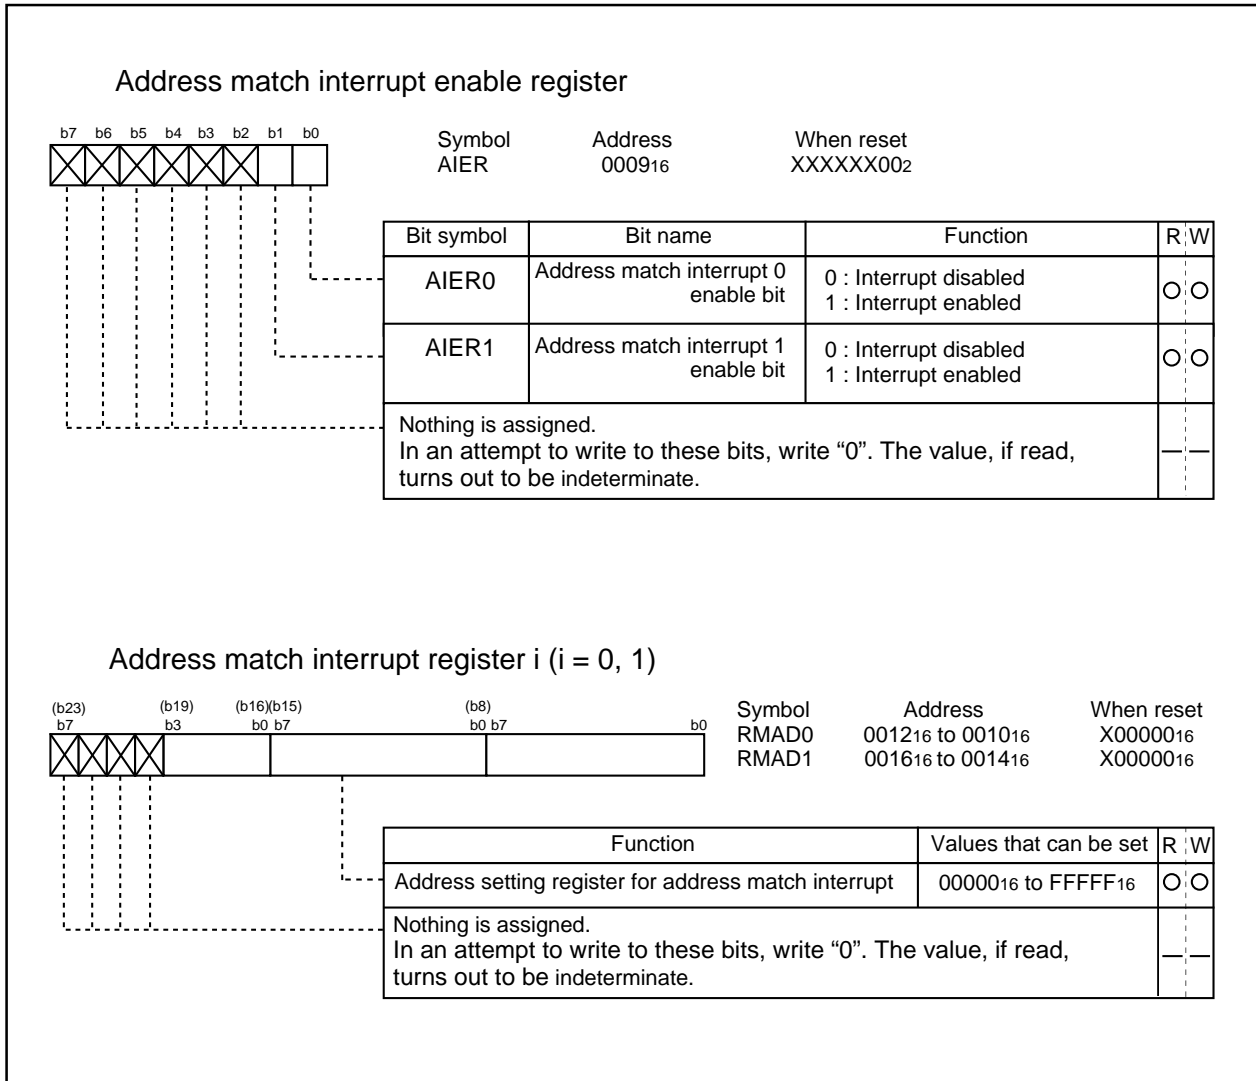 Address match interrupt enable register
b7 b6 b5 b4 b3 b2 b1 b0
Symbol Address When reset
AIER 000916 XXXXXX002
Bit symbol Bit name Function R W
AIER0 Address match interrupt 0 enable bit 0 : Interrupt disabled 1 : Interrupt enabled
AIER1 Address match interrupt 1 enable bit 0 : Interrupt disabled 1 : Interrupt enabled
Nothing is assigned.
In an attempt to write to these bits, write “0”. The value, if read,
turns out to be indeterminate.
Address match interrupt register i (i = 0, 1)
(b23) (b19) (b16)(b15) (b8)
b7 b3 b0 b7 b0 b7 b0
Symbol Address When reset
RMAD0 001216 to 001016 X0000016
RMAD1 001616 to 001416 X0000016
Function Values that can be set R W
Address setting register for address match interrupt 0000016 to FFFFF16
Nothing is assigned.
In an attempt to write to these bits, write “0”. The value, if read,
turns out to be indeterminate.